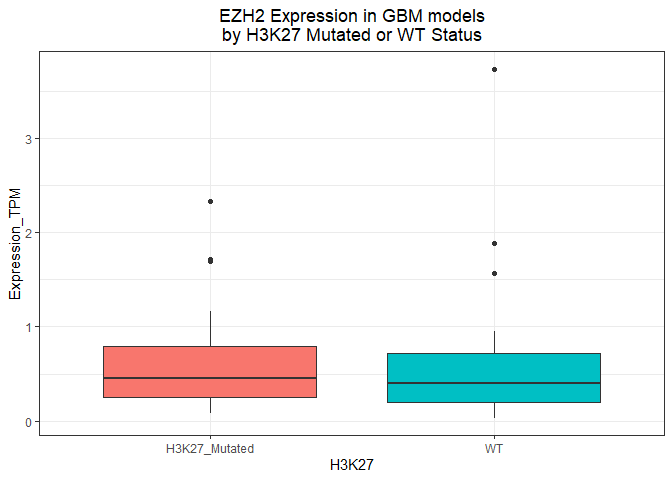 EZH2 Expression in GBM models
by H3K27 Mutated or WT Status
Expression_TPM
3
2
1
0
H3K27_Mutated
WT
H3K27